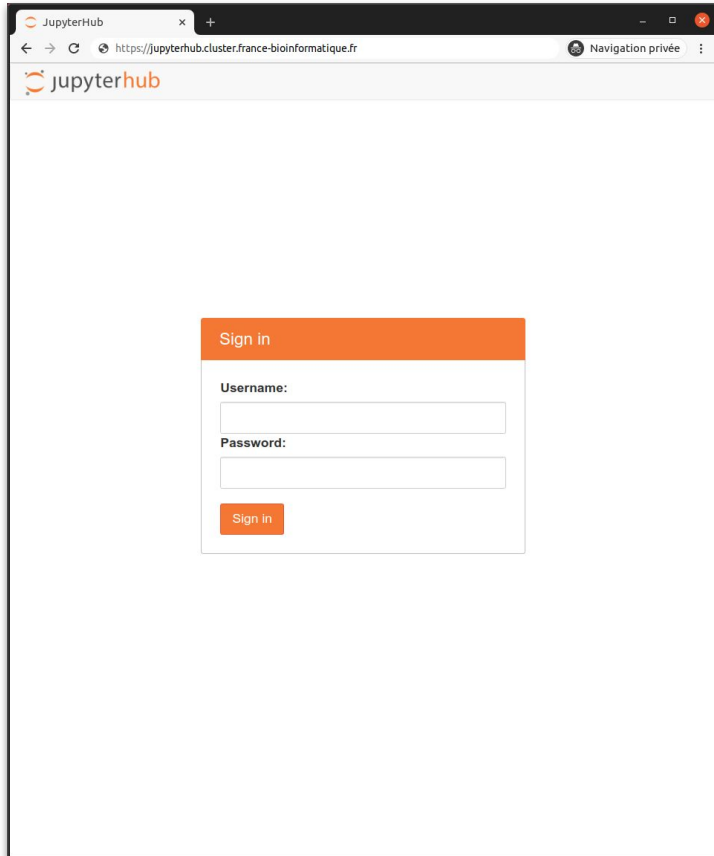 JupyterHub
https://jupyterhub.cluster.france-bioinformatique.fr
Navigation privée
jupyterhub
Sign in
Username:
Password:
Sign in